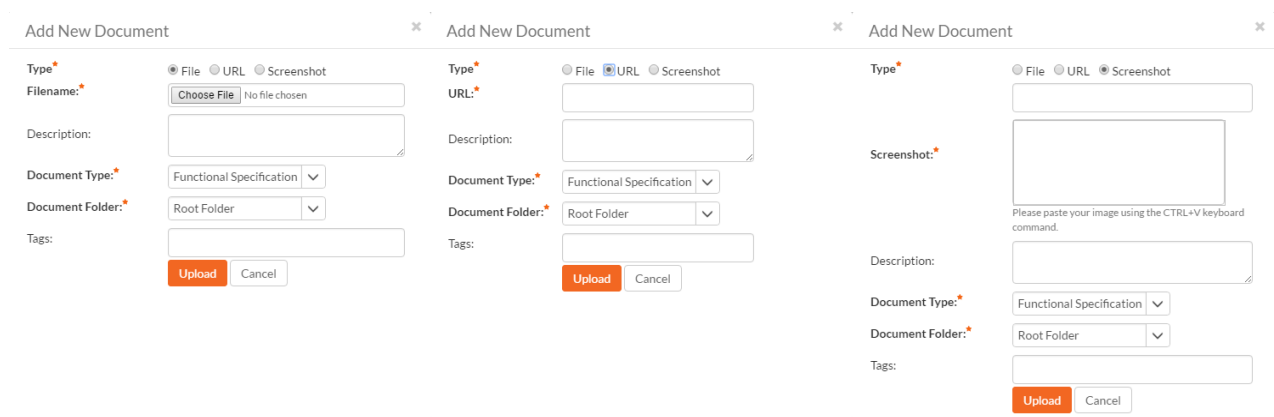 Add New Document ×
Type* File URL Screenshot
Filename:* Choose File No file chosen
Description:
Document Type:* Functional Specification
Document Folder:* Root Folder
Tags:
Upload Cancel
Add New Document ×
Type* File URL Screenshot
URL:*
Description:
Document Type:* Functional Specification
Document Folder:* Root Folder
Tags:
Upload Cancel
Add New Document ×
Type* File URL Screenshot
Screenshot:*
Please paste your image using the CTRL+V keyboard
command.
Description:
Document Type:* Functional Specification
Document Folder:* Root Folder
Tags:
Upload Cancel